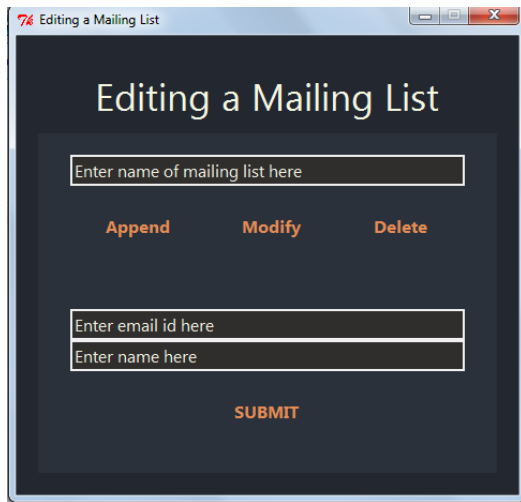 Editing a Mailing List
Editing a Mailing List
Enter name of mailing list here
Append Modify Delete
Enter email id here
Enter name here
SUBMIT